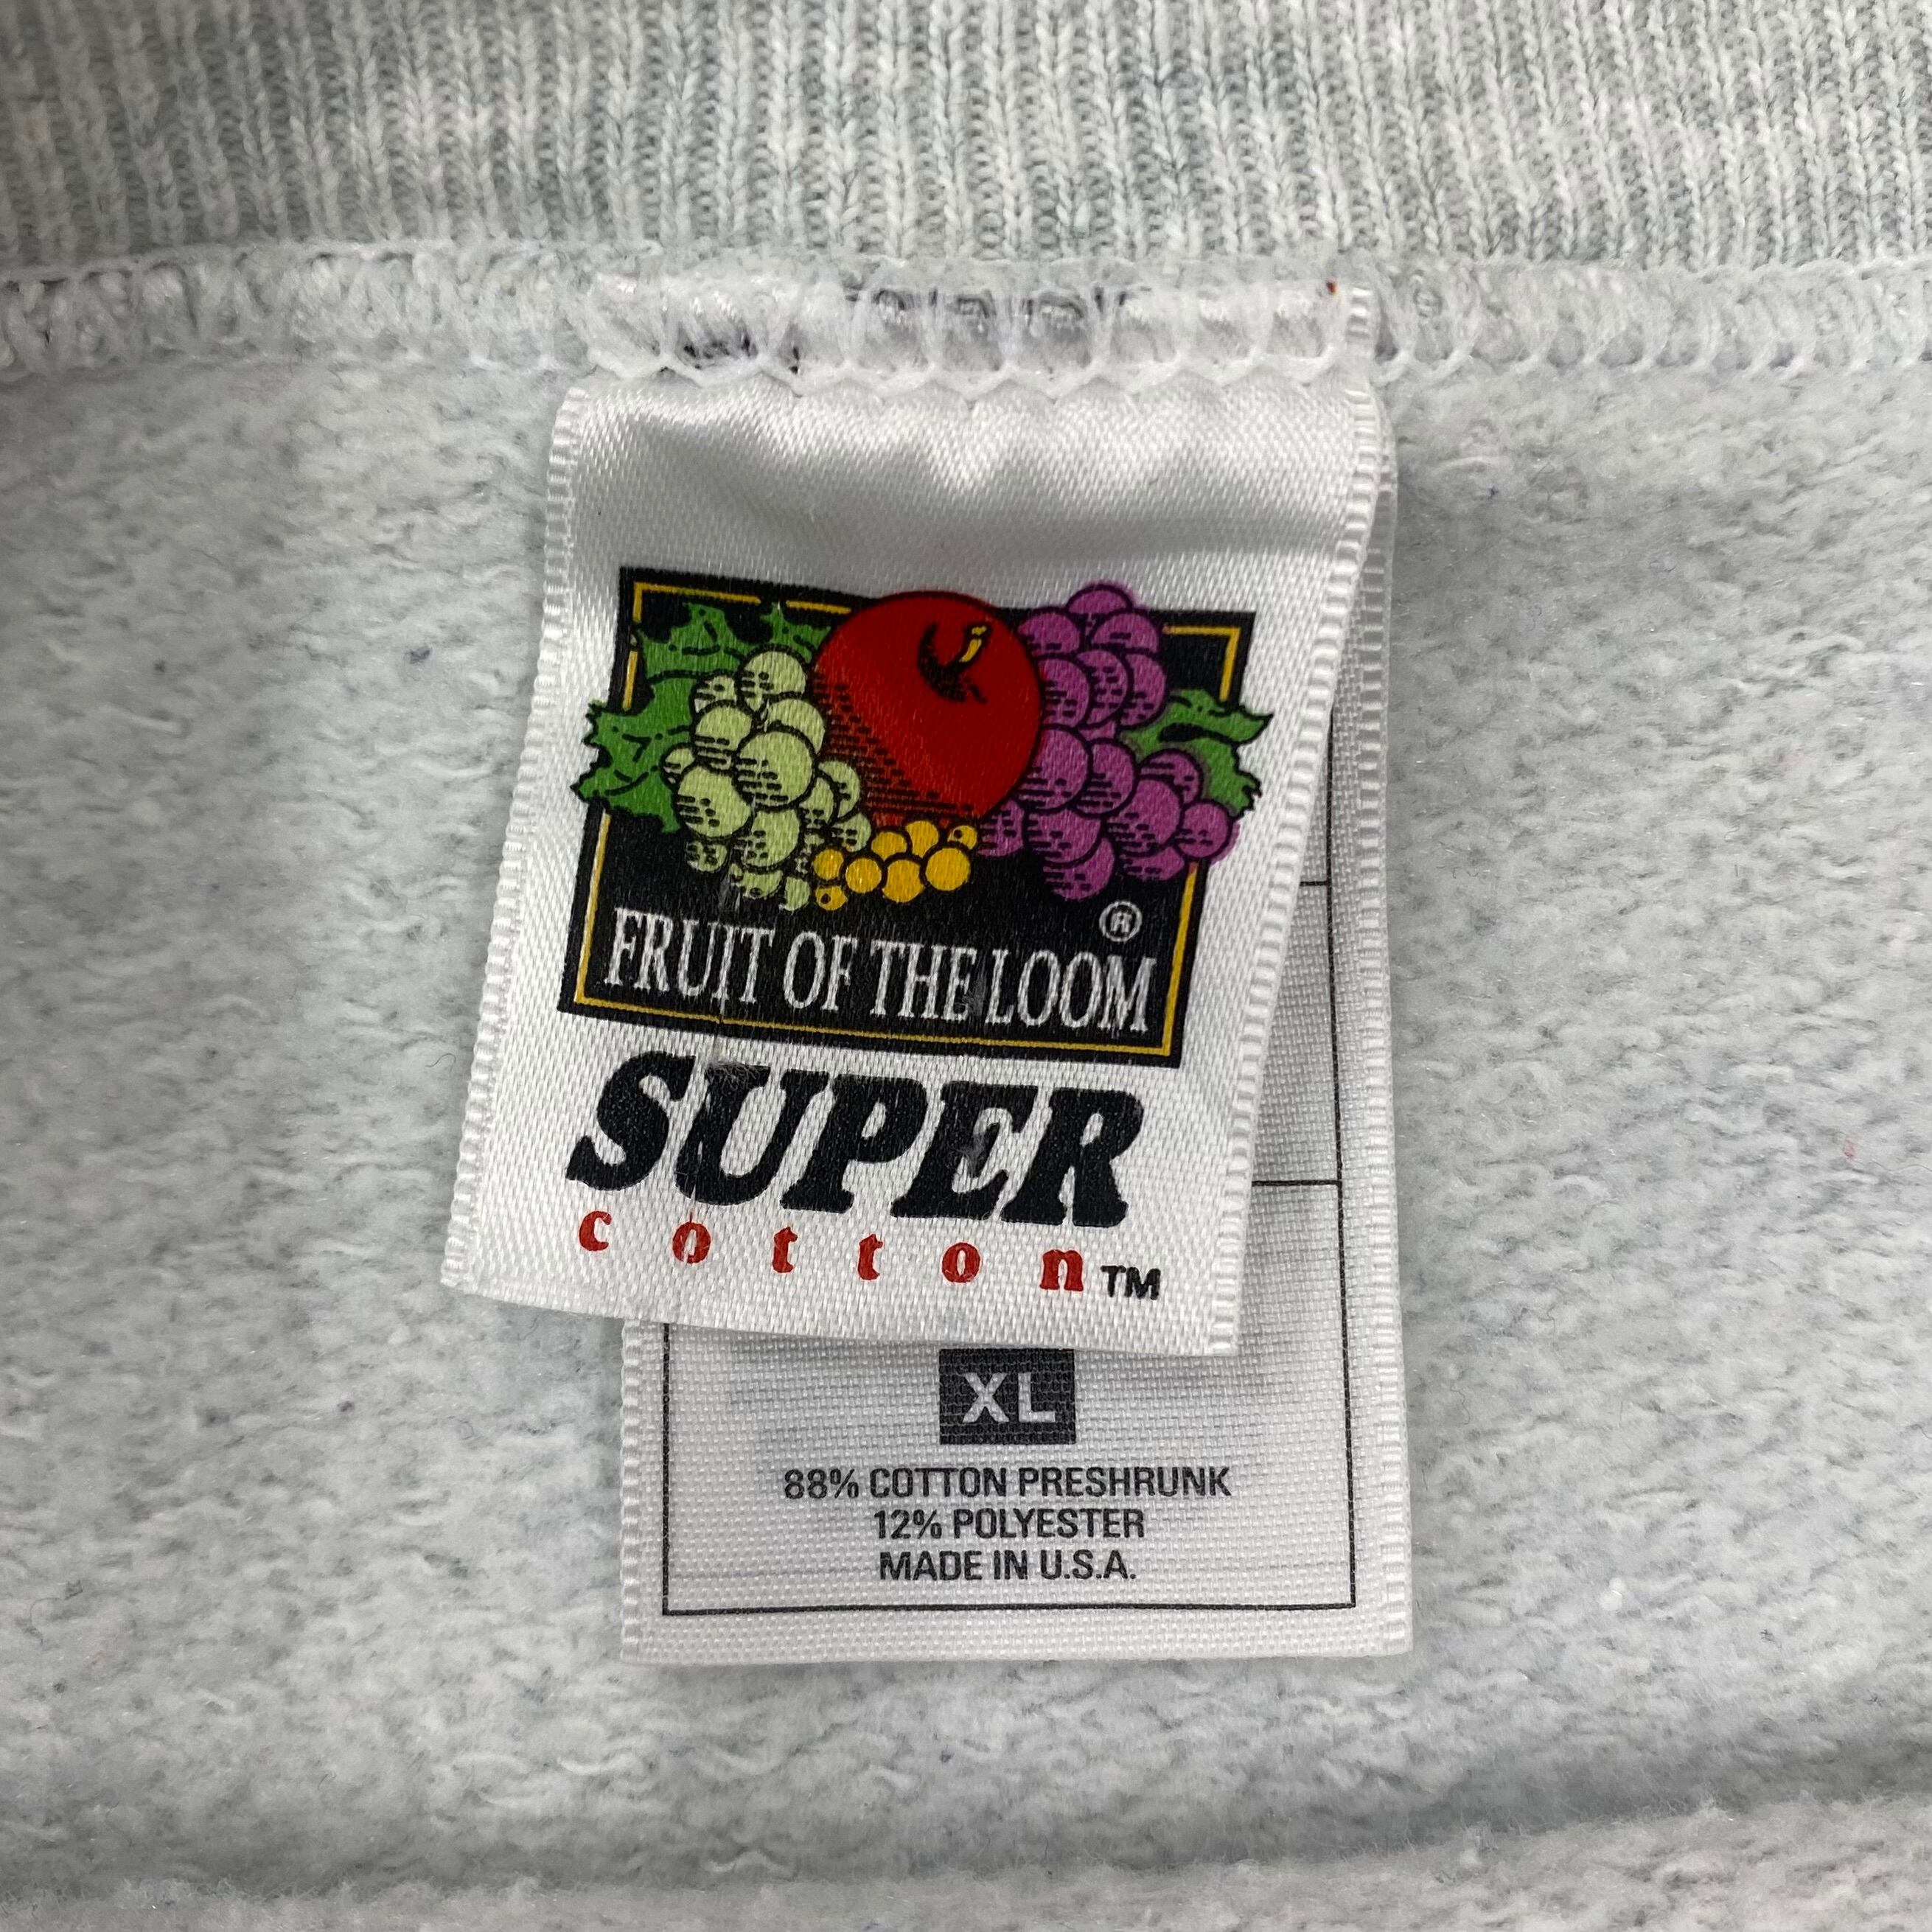 FRUIT OF THE LOOM®
SUPER
cotton™
XL
88% COTTON PRESHRUNK
12% POLYESTER
MADE IN U.S.A.